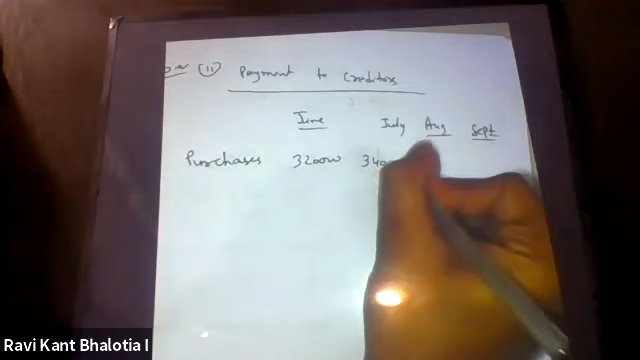 (11) Payment to Creditors
June July Aug Sept
Purchases 32000
Ravi Kant Bhalotia I